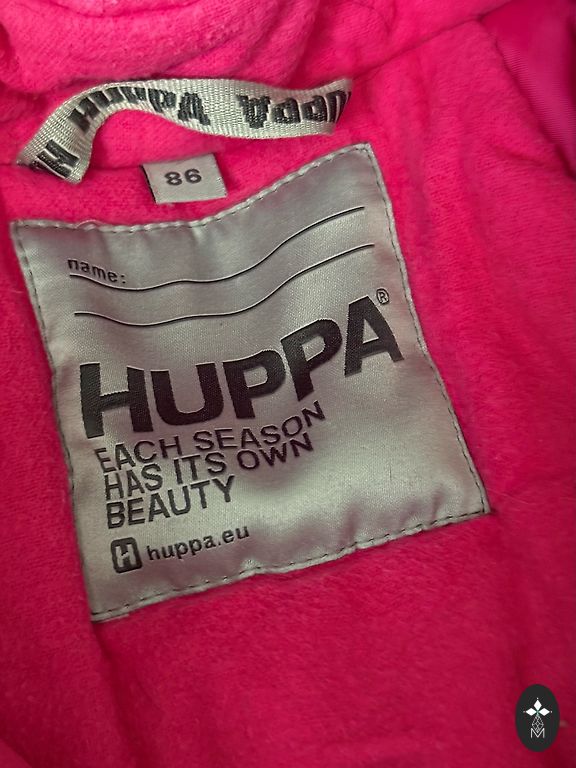 HUPPA HUPPA
86
name:
HUPPA®
EACH SEASON
HAS ITS OWN
BEAUTY
H huppa.eu
M